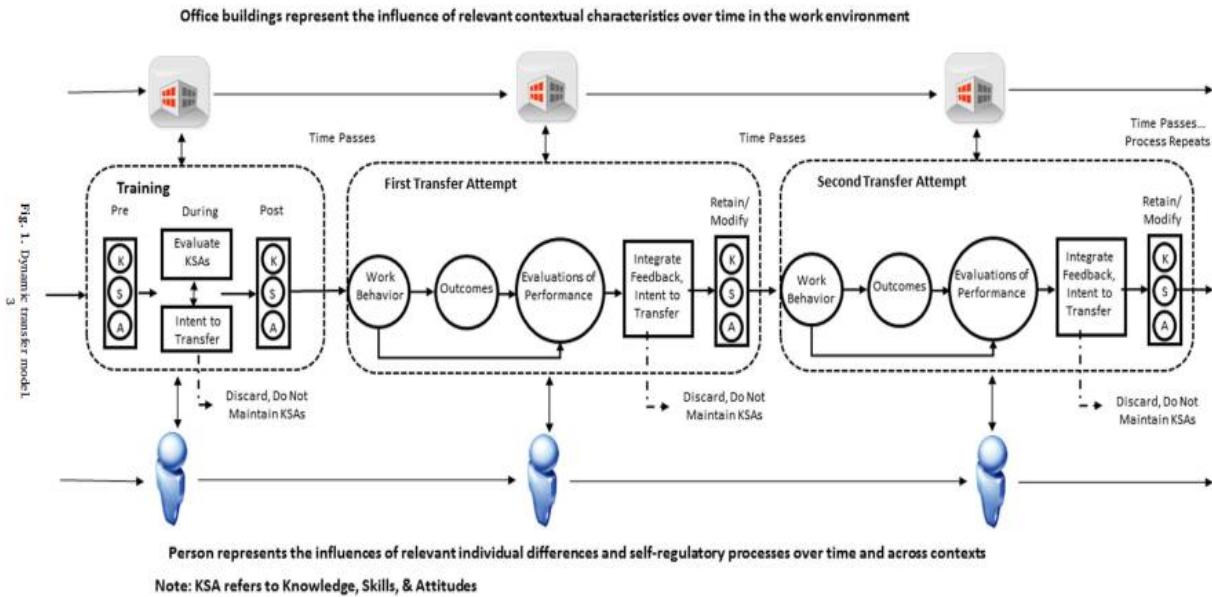 Office buildings represent the influence of relevant contextual characteristics over time in the work environment
Time Passes
Time Passes
Time Passes...
Process Repeats
Training
Pre
During
Post
K
S
A
Evaluate
KSAs
Intent to
Transfer
K
S
A
Discard, Do Not
Maintain KSAs
First Transfer Attempt
Work
Behavior
Outcomes
Evaluations of
Performance
Integrate
Feedback,
Intent to
Transfer
Retain/
Modify
K
S
A
Discard, Do Not
Maintain KSAs
Second Transfer Attempt
Work
Behavior
Outcomes
Evaluations of
Performance
Integrate
Feedback,
Intent to
Transfer
Retain/
Modify
K
S
A
Discard, Do Not
Maintain KSAs
Person represents the influences of relevant individual differences and self-regulatory processes over time and across contexts
Note: KSA refers to Knowledge, Skills, & Attitudes
Fig. 1. Dynamic transfer model.
3